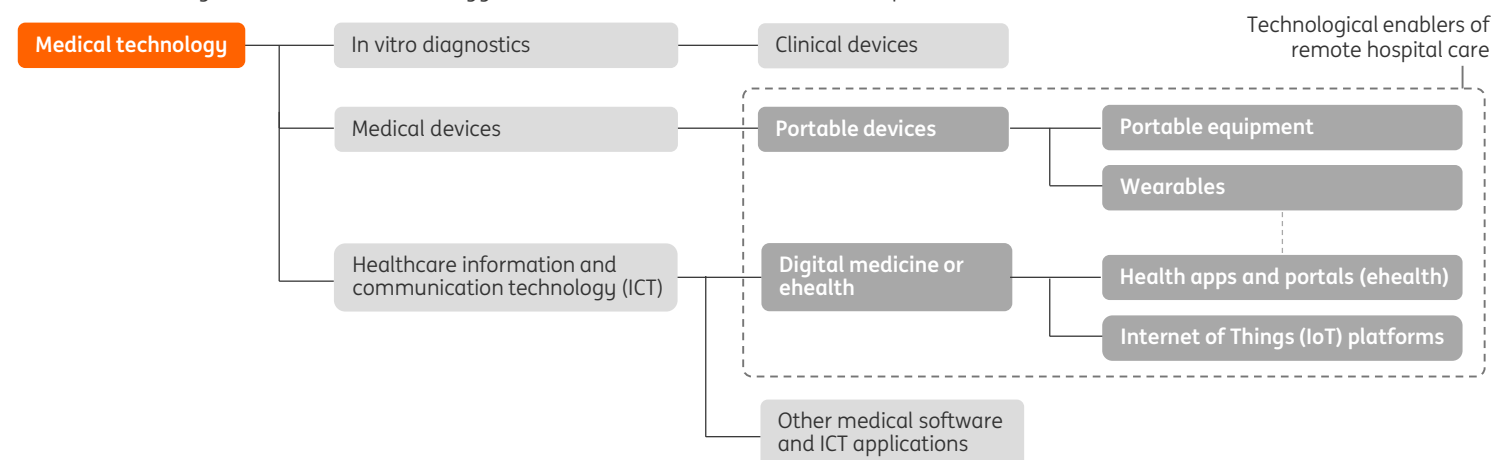 Technological enablers of
remote hospital care
Medical technology
In vitro diagnostics
Clinical devices
Medical devices
Portable devices
Portable equipment
Wearables
Healthcare information and
communication technology (ICT)
Digital medicine or
ehealth
Health apps and portals (ehealth)
Internet of Things (IoT) platforms
Other medical software
and ICT applications